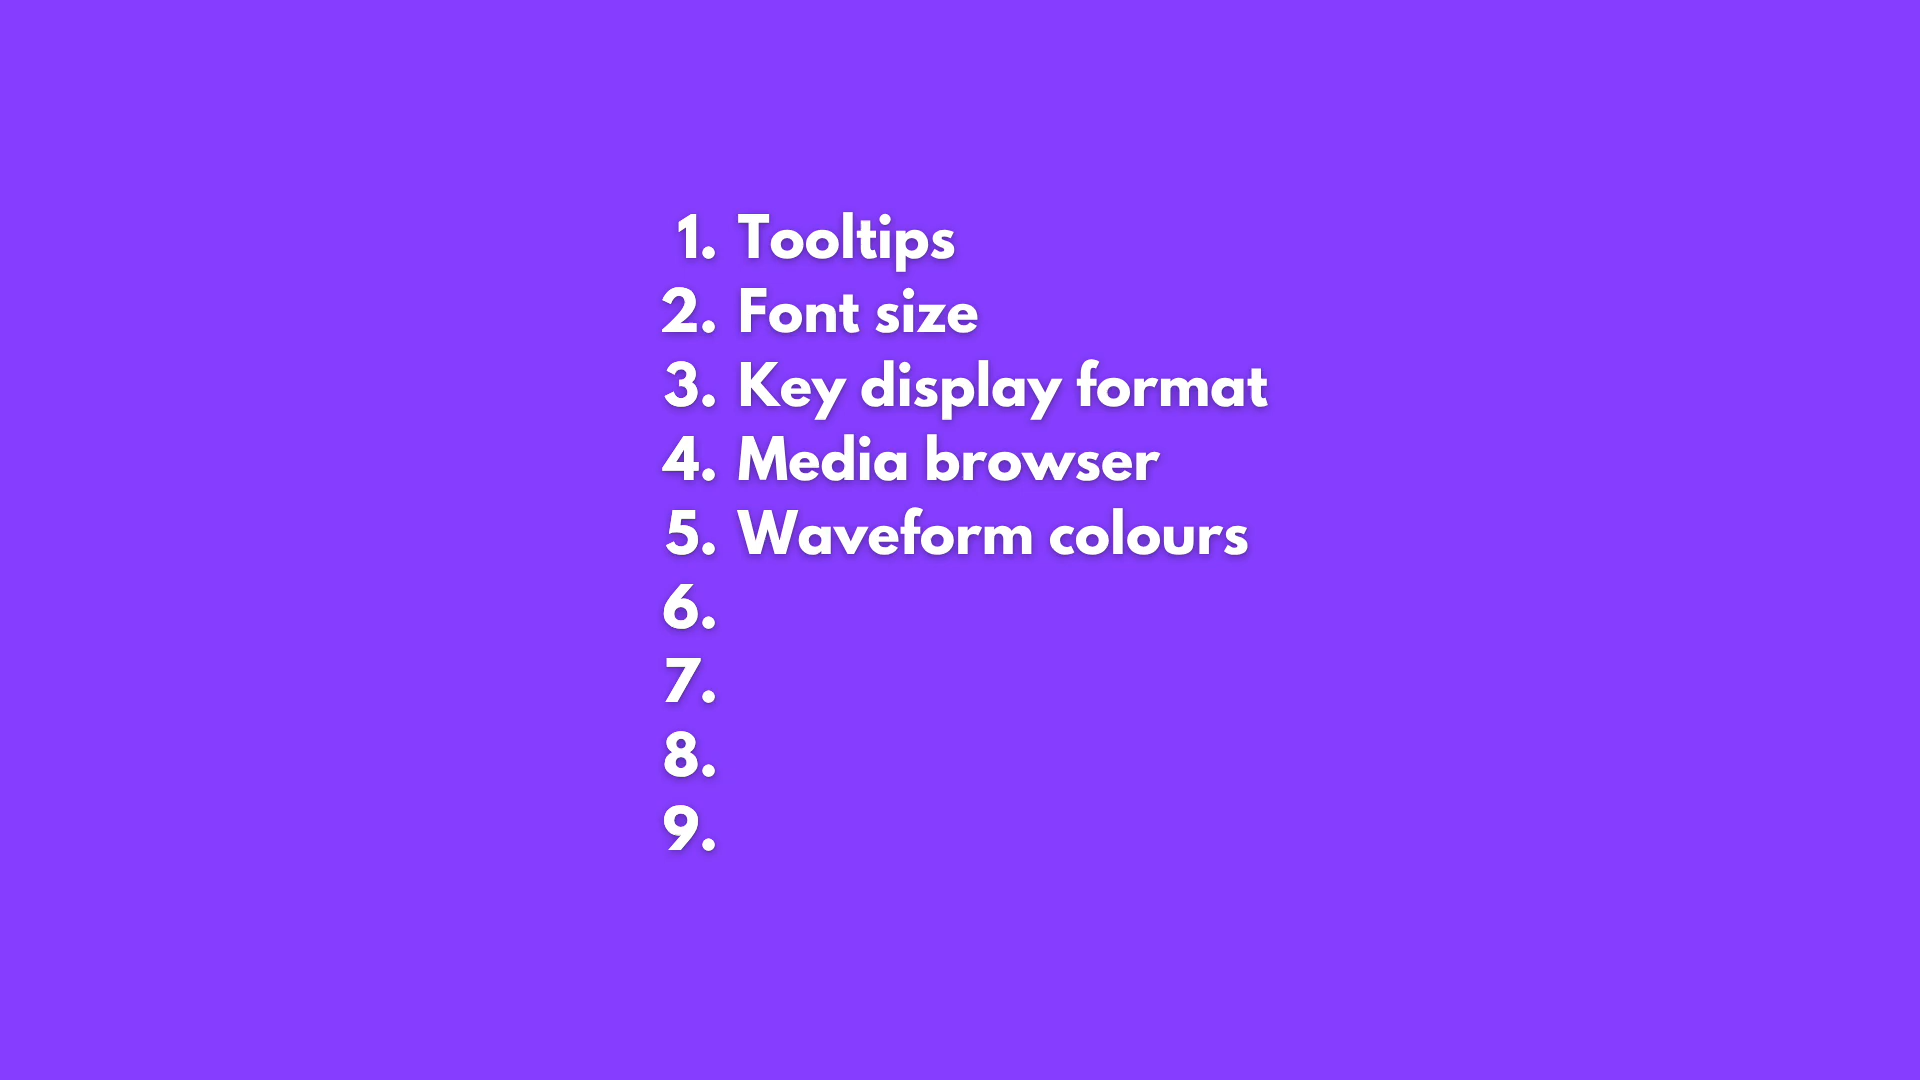 1. Tooltips
2. Font size
3. Key display format
4. Media browser
5. Waveform colours
6.
7.
8.
9.